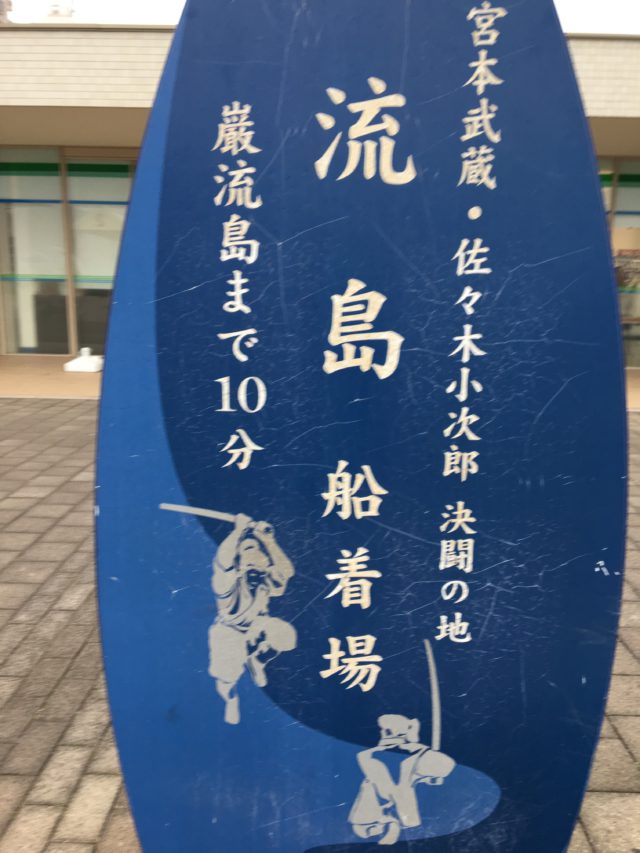 宮本武蔵・佐々木小次郎 決闘の地
流島船着場
巌流島まで10分